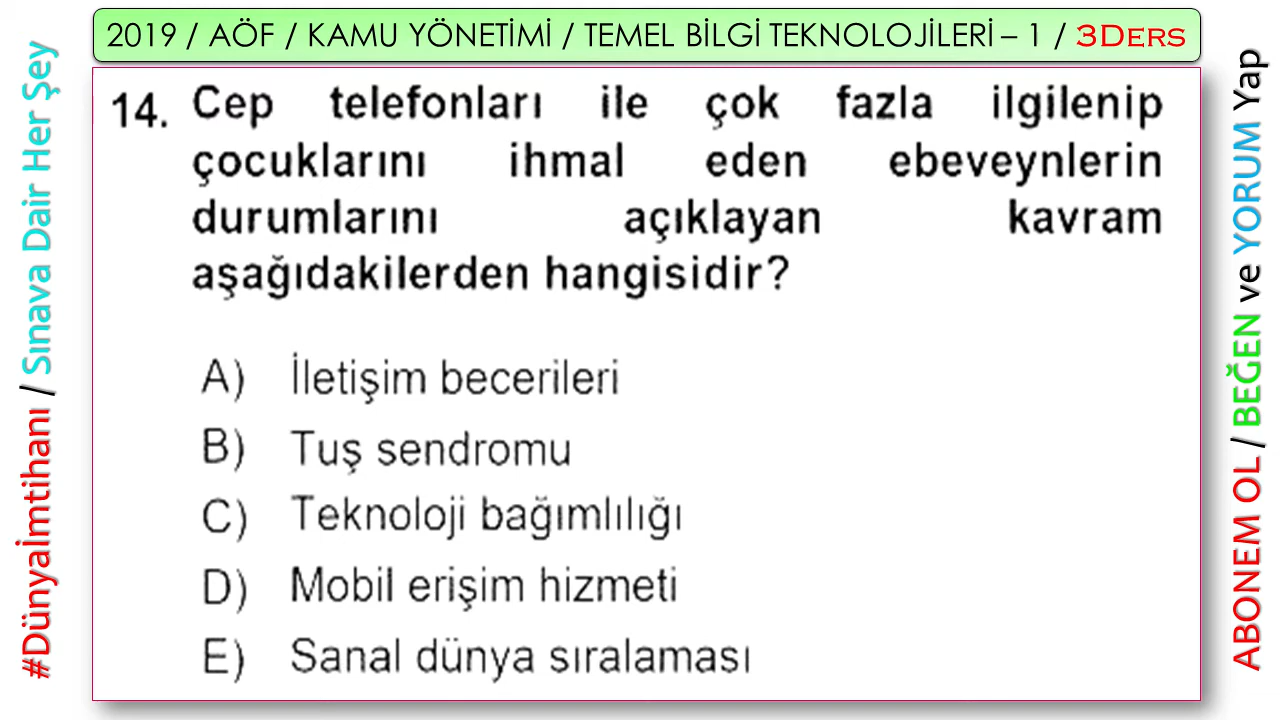 2019 / AÖF / KAMU YÖNETİMİ / TEMEL BİLGİ TEKNOLOJİLERİ – 1 / 3Ders
#Dünyaİmtihanı / Sınava Dair Her Şey
14. Cep telefonları ile çok fazla ilgilenip
çocuklarını ihmal eden ebeveynlerin
durumlarını açıklayan kavram
aşağıdakilerden hangisidir?
A) İletişim becerileri
B) Tuş sendromu
C) Teknoloji bağımlılığı
D) Mobil erişim hizmeti
E) Sanal dünya sıralaması
ABONEM OL / BEĞEN ve YORUM Yap